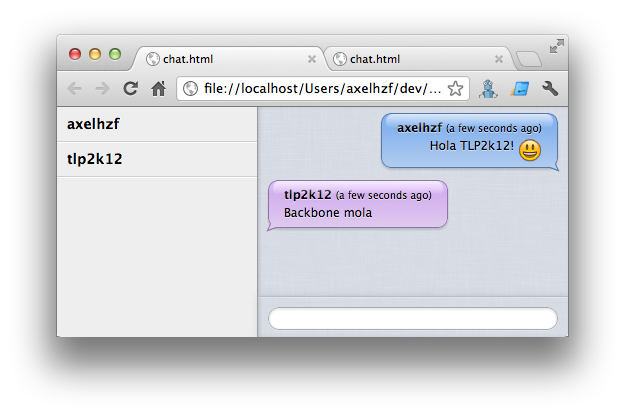 chat.html
chat.html
file://localhost/Users/axelhzf/dev/...
axelhzf
tlp2k12
axelhzf (a few seconds ago)
Hola TLP2k12! 😃
tlp2k12 (a few seconds ago)
Backbone mola